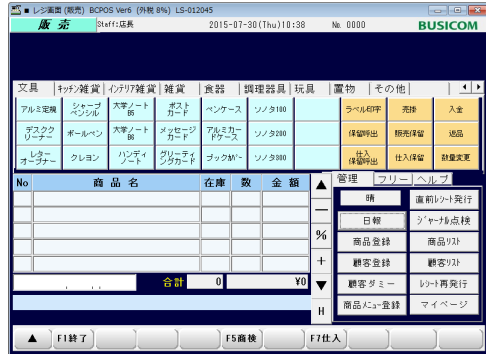 レジ画面 (販売) BCPOS Ver6 (外税 8%) LS-012045
販 売 Staff:店長 2015-07-30(Thu)10:38 No. 0000 BUSICOM
文具 キッチン雑貨 インテリア雑貨 雑貨 食器 調理器具 玩具 置物 その他
アルミ定規 シャープペンシル 大学ノートB5 ポストカード ペンケース ソノタ100 ラベル印字 売掛 入金
デスククリーナー ボールペン 大学ノートB6 メッセージカード アルミカードケース ソノタ200 保留呼出 販売保留 返品
レターオープナー クレヨン ハンディノート グリーティングカード ブックカバー ソノタ300 仕入保留呼出 仕入保留 数量変更
No 商 品 名 在庫 数 金 額 ▲ 管理 フリー ヘルプ
晴 直前レシート発行
－ 日報 ジャーナル点検
% 商品登録 商品リスト
＋ 顧客登録 顧客リスト
合計 0 ¥0 ▼ 顧客ダミー レシート再発行
H 商品メニュー登録 マイページ
▲ F1終了 F5商検 F7仕入